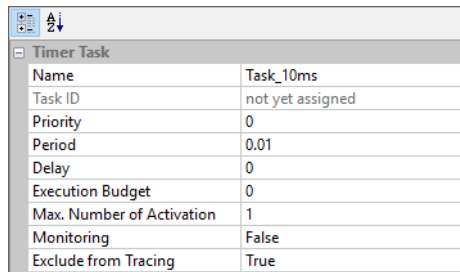 Timer Task
Name Task_10ms
Task ID not yet assigned
Priority 0
Period 0.01
Delay 0
Execution Budget 0
Max. Number of Activation 1
Monitoring False
Exclude from Tracing True